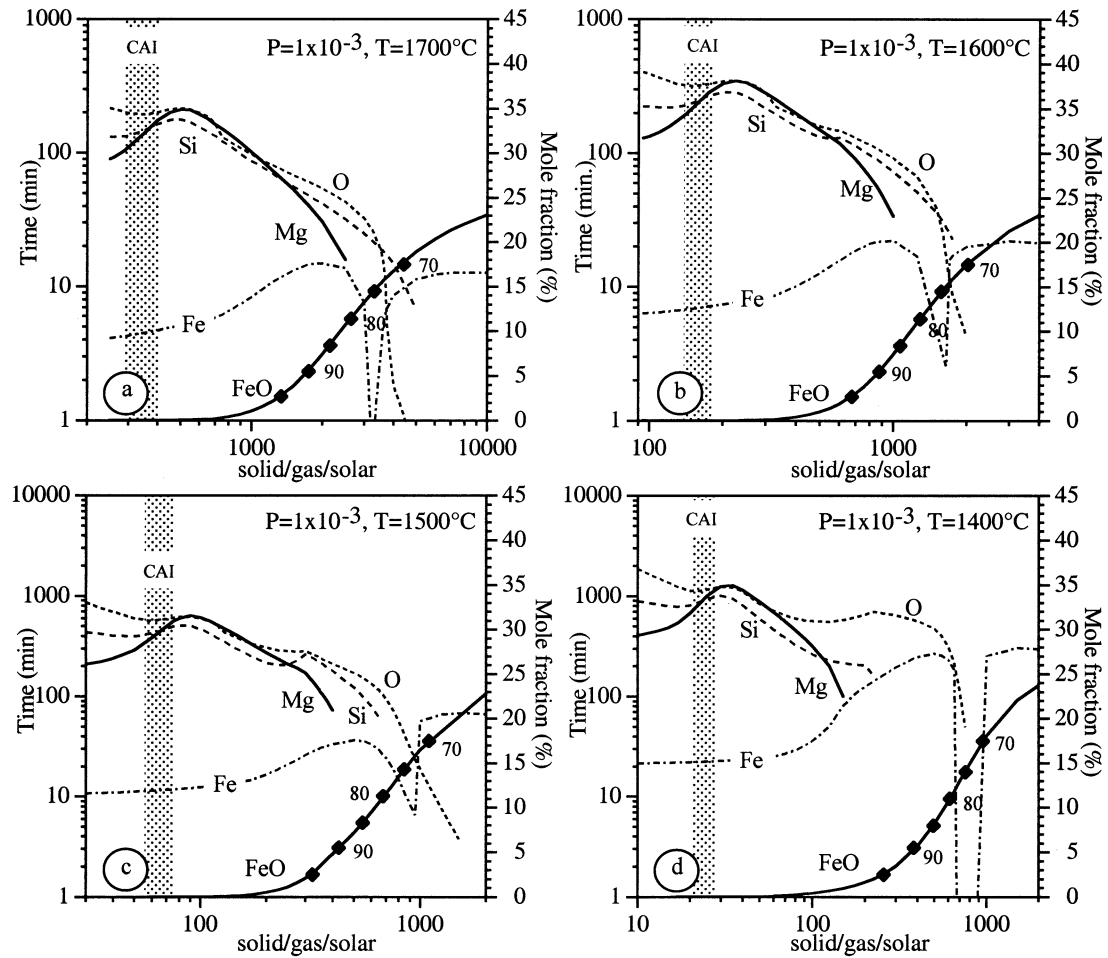 1000
100
10
1
Time (min)
CAI
P=1x10-3, T=1700°C
Si
O
Mg
Fe
FeO
70
80
90
a
45
40
35
30
25
20
15
10
5
0
Mole fraction (%)
1000
10000
solid/gas/solar
1000
100
10
1
Time (min.)
CAI
P=1x10-3, T=1600°C
Si
O
Mg
Fe
FeO
70
80
90
b
45
40
35
30
25
20
15
10
5
0
Mole fraction (%)
100
1000
solid/gas/solar
10000
1000
100
10
1
Time (min)
CAI
P=1x10-3, T=1500°C
O
Mg
Si
Fe
FeO
70
80
90
c
45
40
35
30
25
20
15
10
5
0
Mole fraction (%)
100
1000
solid/gas/solar
10000
1000
100
10
1
Time (min)
CAI
P=1x10-3, T=1400°C
O
Si
Mg
Fe
FeO
70
80
90
d
45
40
35
30
25
20
15
10
5
0
Mole fraction (%)
10
100
1000
solid/gas/solar